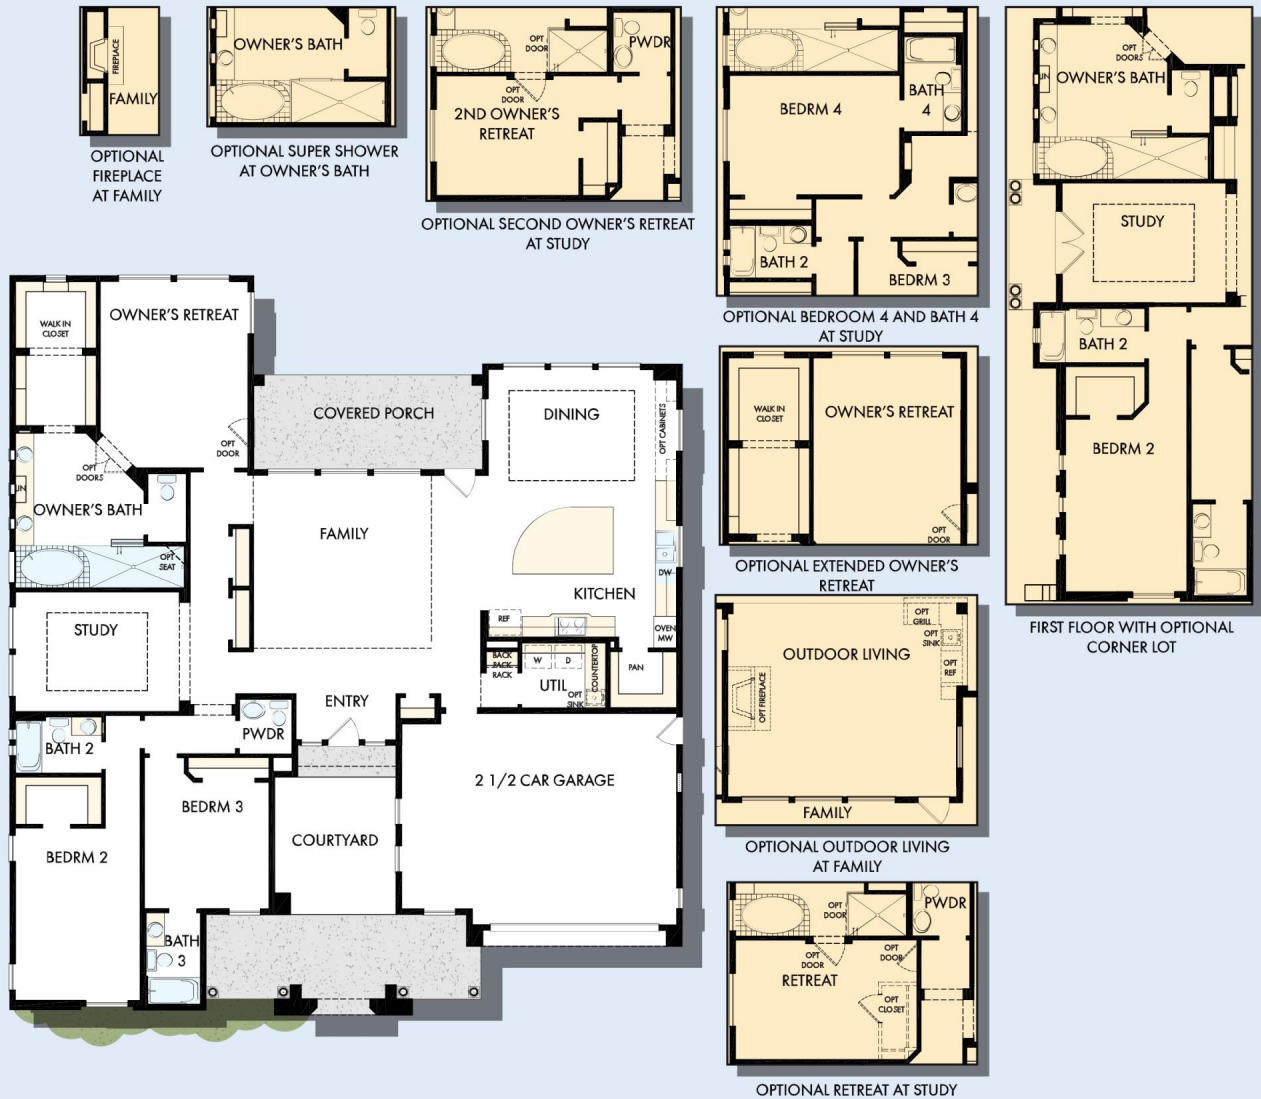 FIREPLACE
FAMILY
OPTIONAL
FIREPLACE
AT FAMILY
OWNER'S BATH
OPTIONAL SUPER SHOWER
AT OWNER'S BATH
OPT
DOOR
PWDR
OPT
DOOR
2ND OWNER'S
RETREAT
OPTIONAL SECOND OWNER'S RETREAT
AT STUDY
BEDRM 4
BATH
4
BATH 2
BEDRM 3
OPTIONAL BEDROOM 4 AND BATH 4
AT STUDY
OPT
DOORS
OWNER'S BATH
LIN
STUDY
BATH 2
BEDRM 2
FIRST FLOOR WITH OPTIONAL
CORNER LOT
WALK IN
CLOSET
OWNER'S RETREAT
OPT
DOOR
OPTIONAL EXTENDED OWNER'S
RETREAT
OPT
GRILL
OPT
SINK
OPT
REF
OUTDOOR LIVING
OPT FIREPLACE
FAMILY
OPTIONAL OUTDOOR LIVING
AT FAMILY
OPT
DOOR
PWDR
OPT
DOOR
OPT
DOOR
RETREAT
OPT
CLOSET
OPTIONAL RETREAT AT STUDY
WALK IN
CLOSET
OWNER'S RETREAT
OPT
DOOR
OPT
DOORS
LIN
OWNER'S BATH
OPT
SEAT
COVERED PORCH
DINING
OPT CABINETS
FAMILY
KITCHEN
DW
OVEN
MW
REF
STUDY
BACK
PACK
RACK
W
D
COUNTERTOP
UTIL
OPT
SINK
PAN
ENTRY
PWDR
BATH 2
BEDRM 3
2 1/2 CAR GARAGE
COURTYARD
BEDRM 2
BATH
3